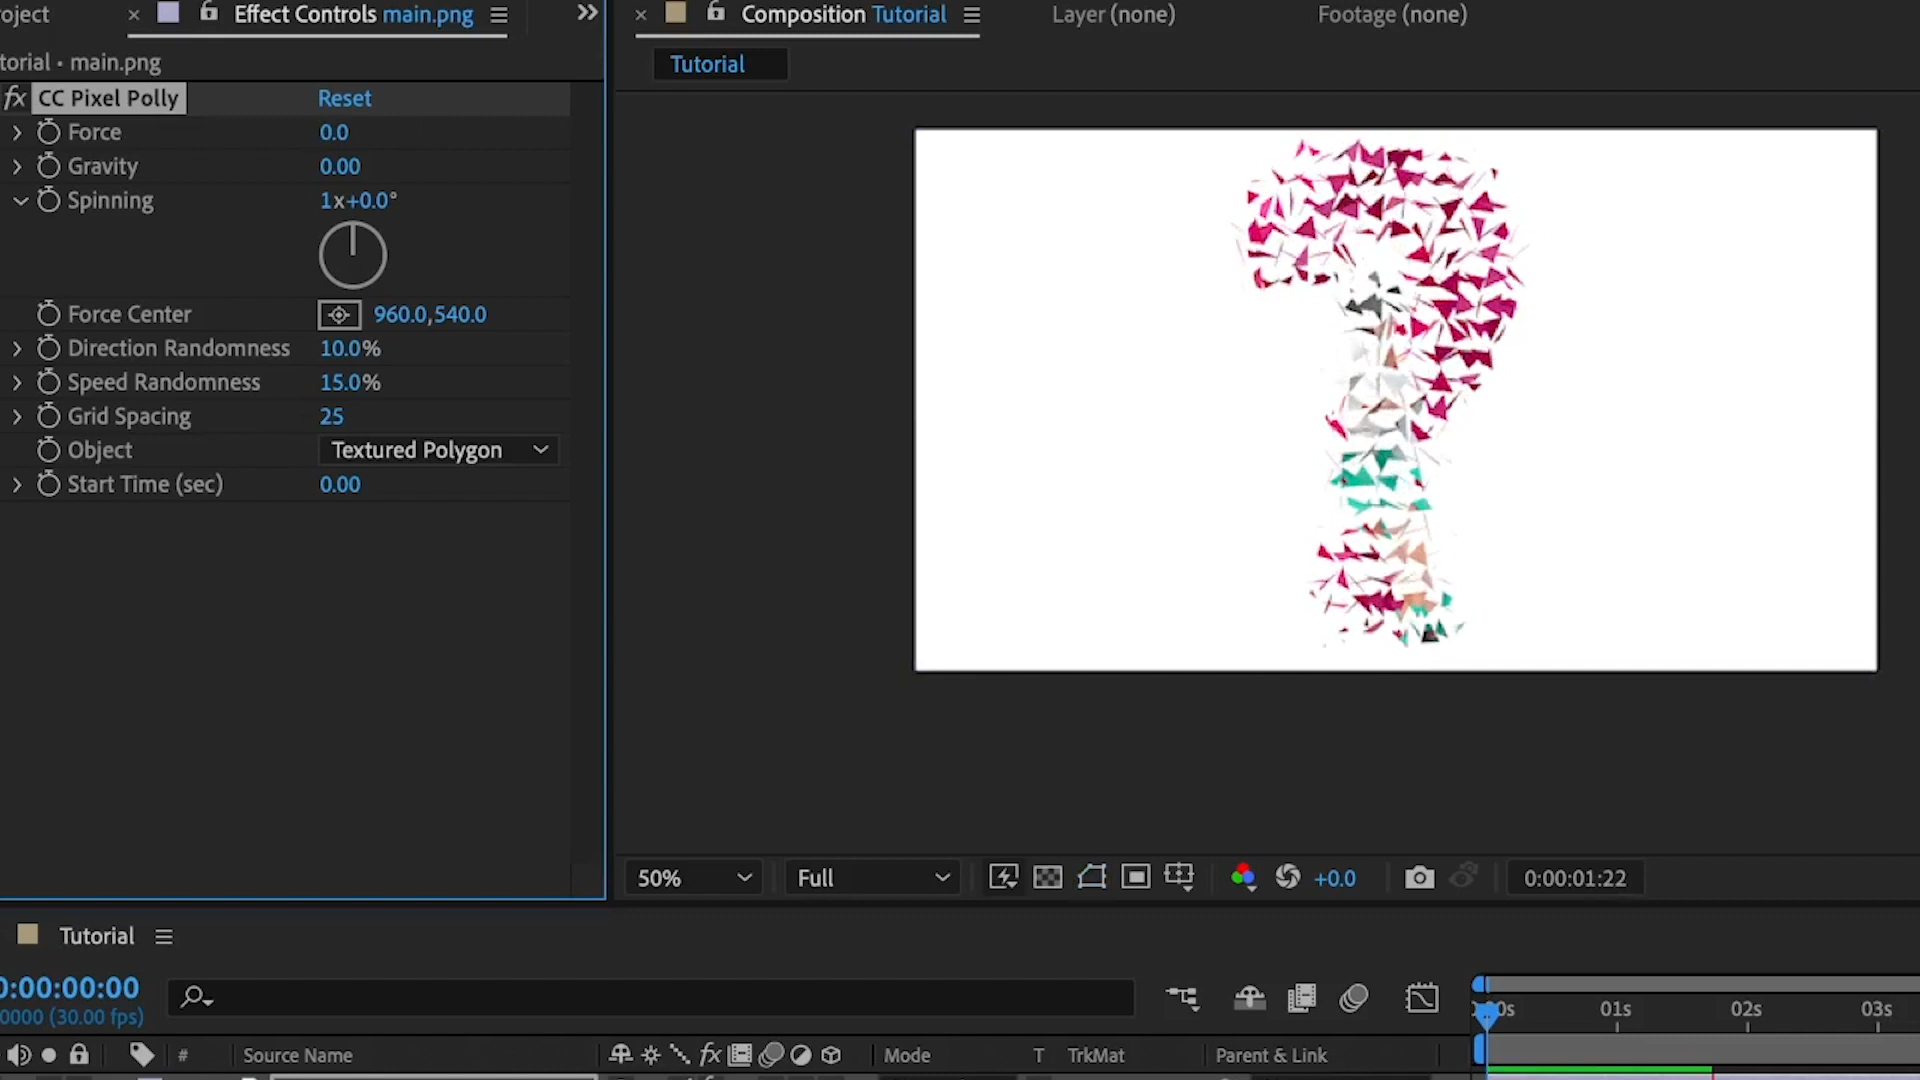 roject
Effect Controls main.png
Composition Tutorial
Layer (none)
Footage (none)
torial • main.png
Tutorial
fx CC Pixel Polly Reset
Force 0.0
Gravity 0.00
Spinning 1x+0.0°
Force Center 960.0,540.0
Direction Randomness 10.0%
Speed Randomness 15.0%
Grid Spacing 25
Object Textured Polygon
Start Time (sec) 0.00
50% Full +0.0 0:00:01:22
Tutorial
0:00:00:00
0000 (30.00 fps)
01s 02s 03s
# Source Name fx Mode T TrkMat Parent & Link